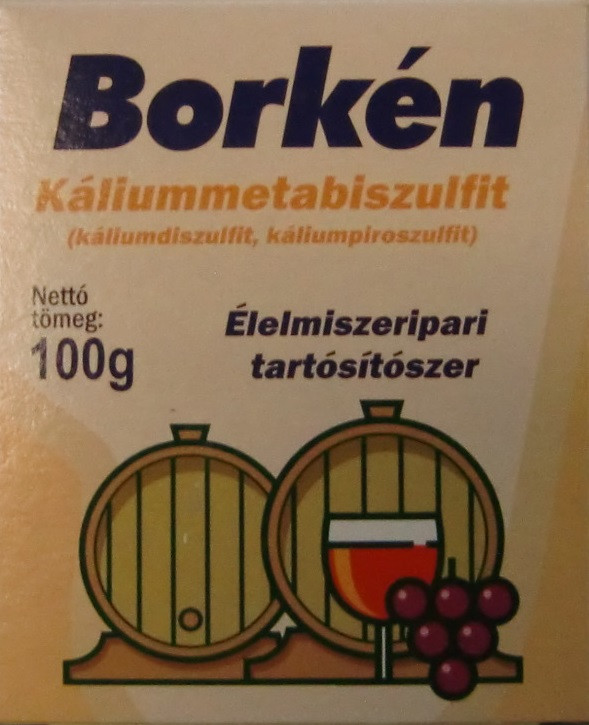 Borkén
Káliummetabiszulfit
(káliumdiszulfit, káliumpiroszulfit)
Nettó
tömeg:
100g
Élelmiszeripari
tartósítószer